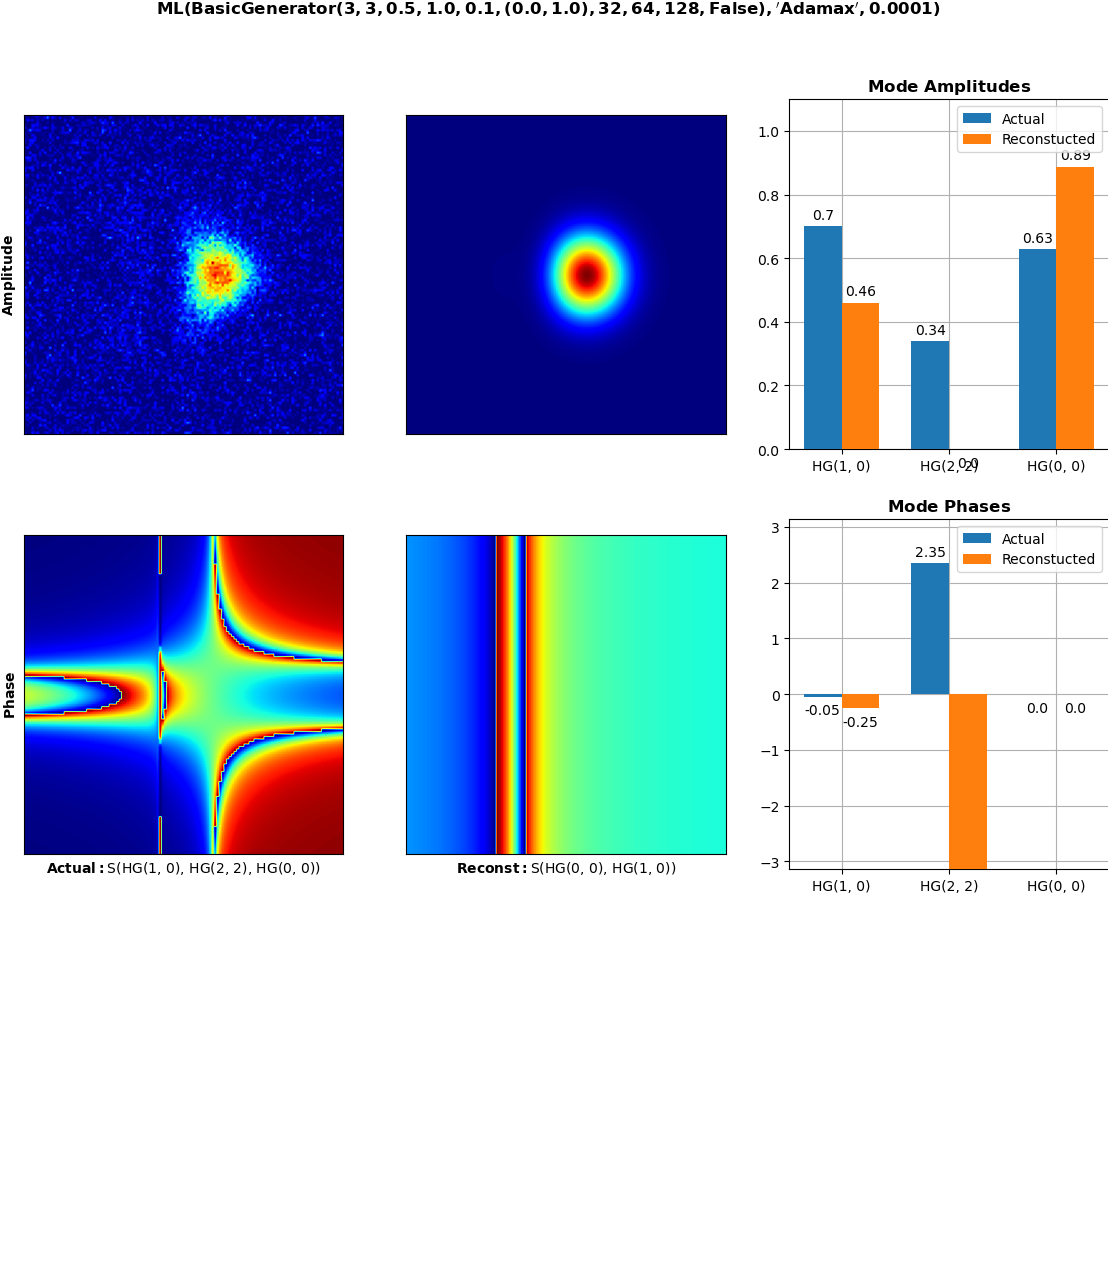 ML(BasicGenerator(3, 3, 0.5, 1.0, 0.1, (0.0, 1.0), 32, 64, 128, False), ′Adamax′, 0.0001)
Amplitude
Mode Amplitudes
Actual
Reconstucted
1.0
0.8
0.6
0.4
0.2
0.0
0.7
0.46
0.34
0.0
0.63
0.89
HG(1, 0)
HG(2, 2)
HG(0, 0)
Phase
Actual: S(HG(1, 0), HG(2, 2), HG(0, 0))
Reconst: S(HG(0, 0), HG(1, 0))
Mode Phases
Actual
Reconstucted
3
2
1
0
−1
−2
−3
-0.05
-0.25
2.35
0.0
0.0
HG(1, 0)
HG(2, 2)
HG(0, 0)